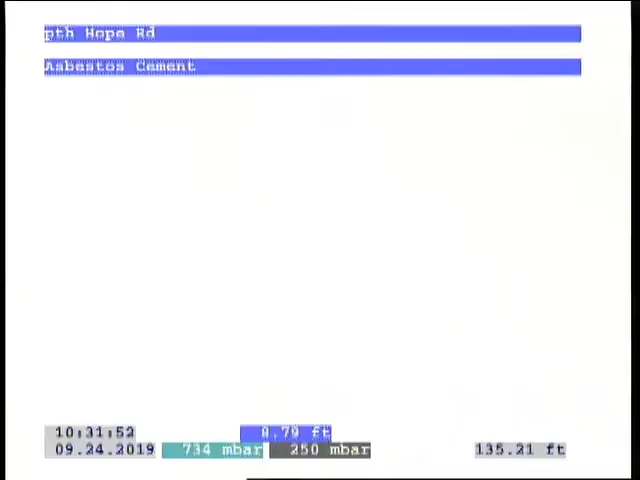 pth Hope Rd
Asbestos Cement
10:31:52 8.79 ft
09.24.2019 734 mbar 250 mbar 135.21 ft